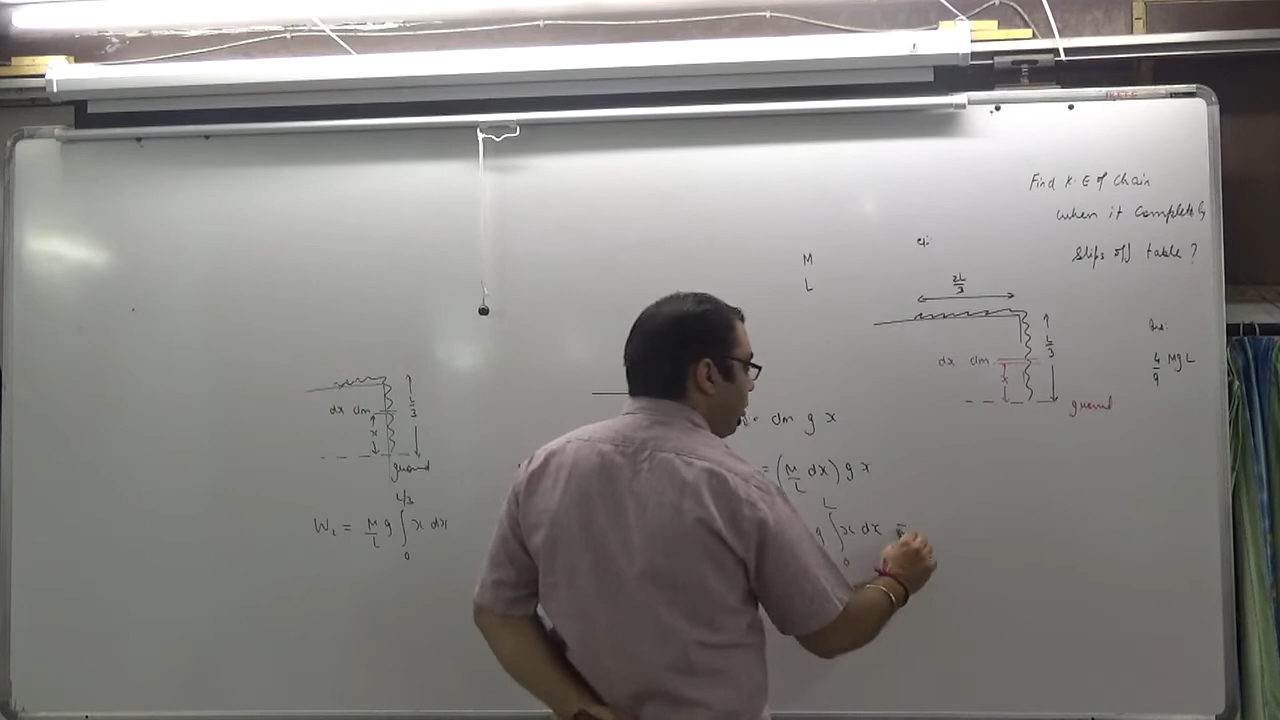 Find K.E of Chain
when it completely
slips off table?
M
L
2L/3
L/3
dx dm
x
ground
Ans:
4/9 MgL
L/3
dx dm
x
ground
W₁ = M/L g ∫₀^{L/3} x dx
dm g x
= (M/L dx) g x
g ∫₀^L x dx =